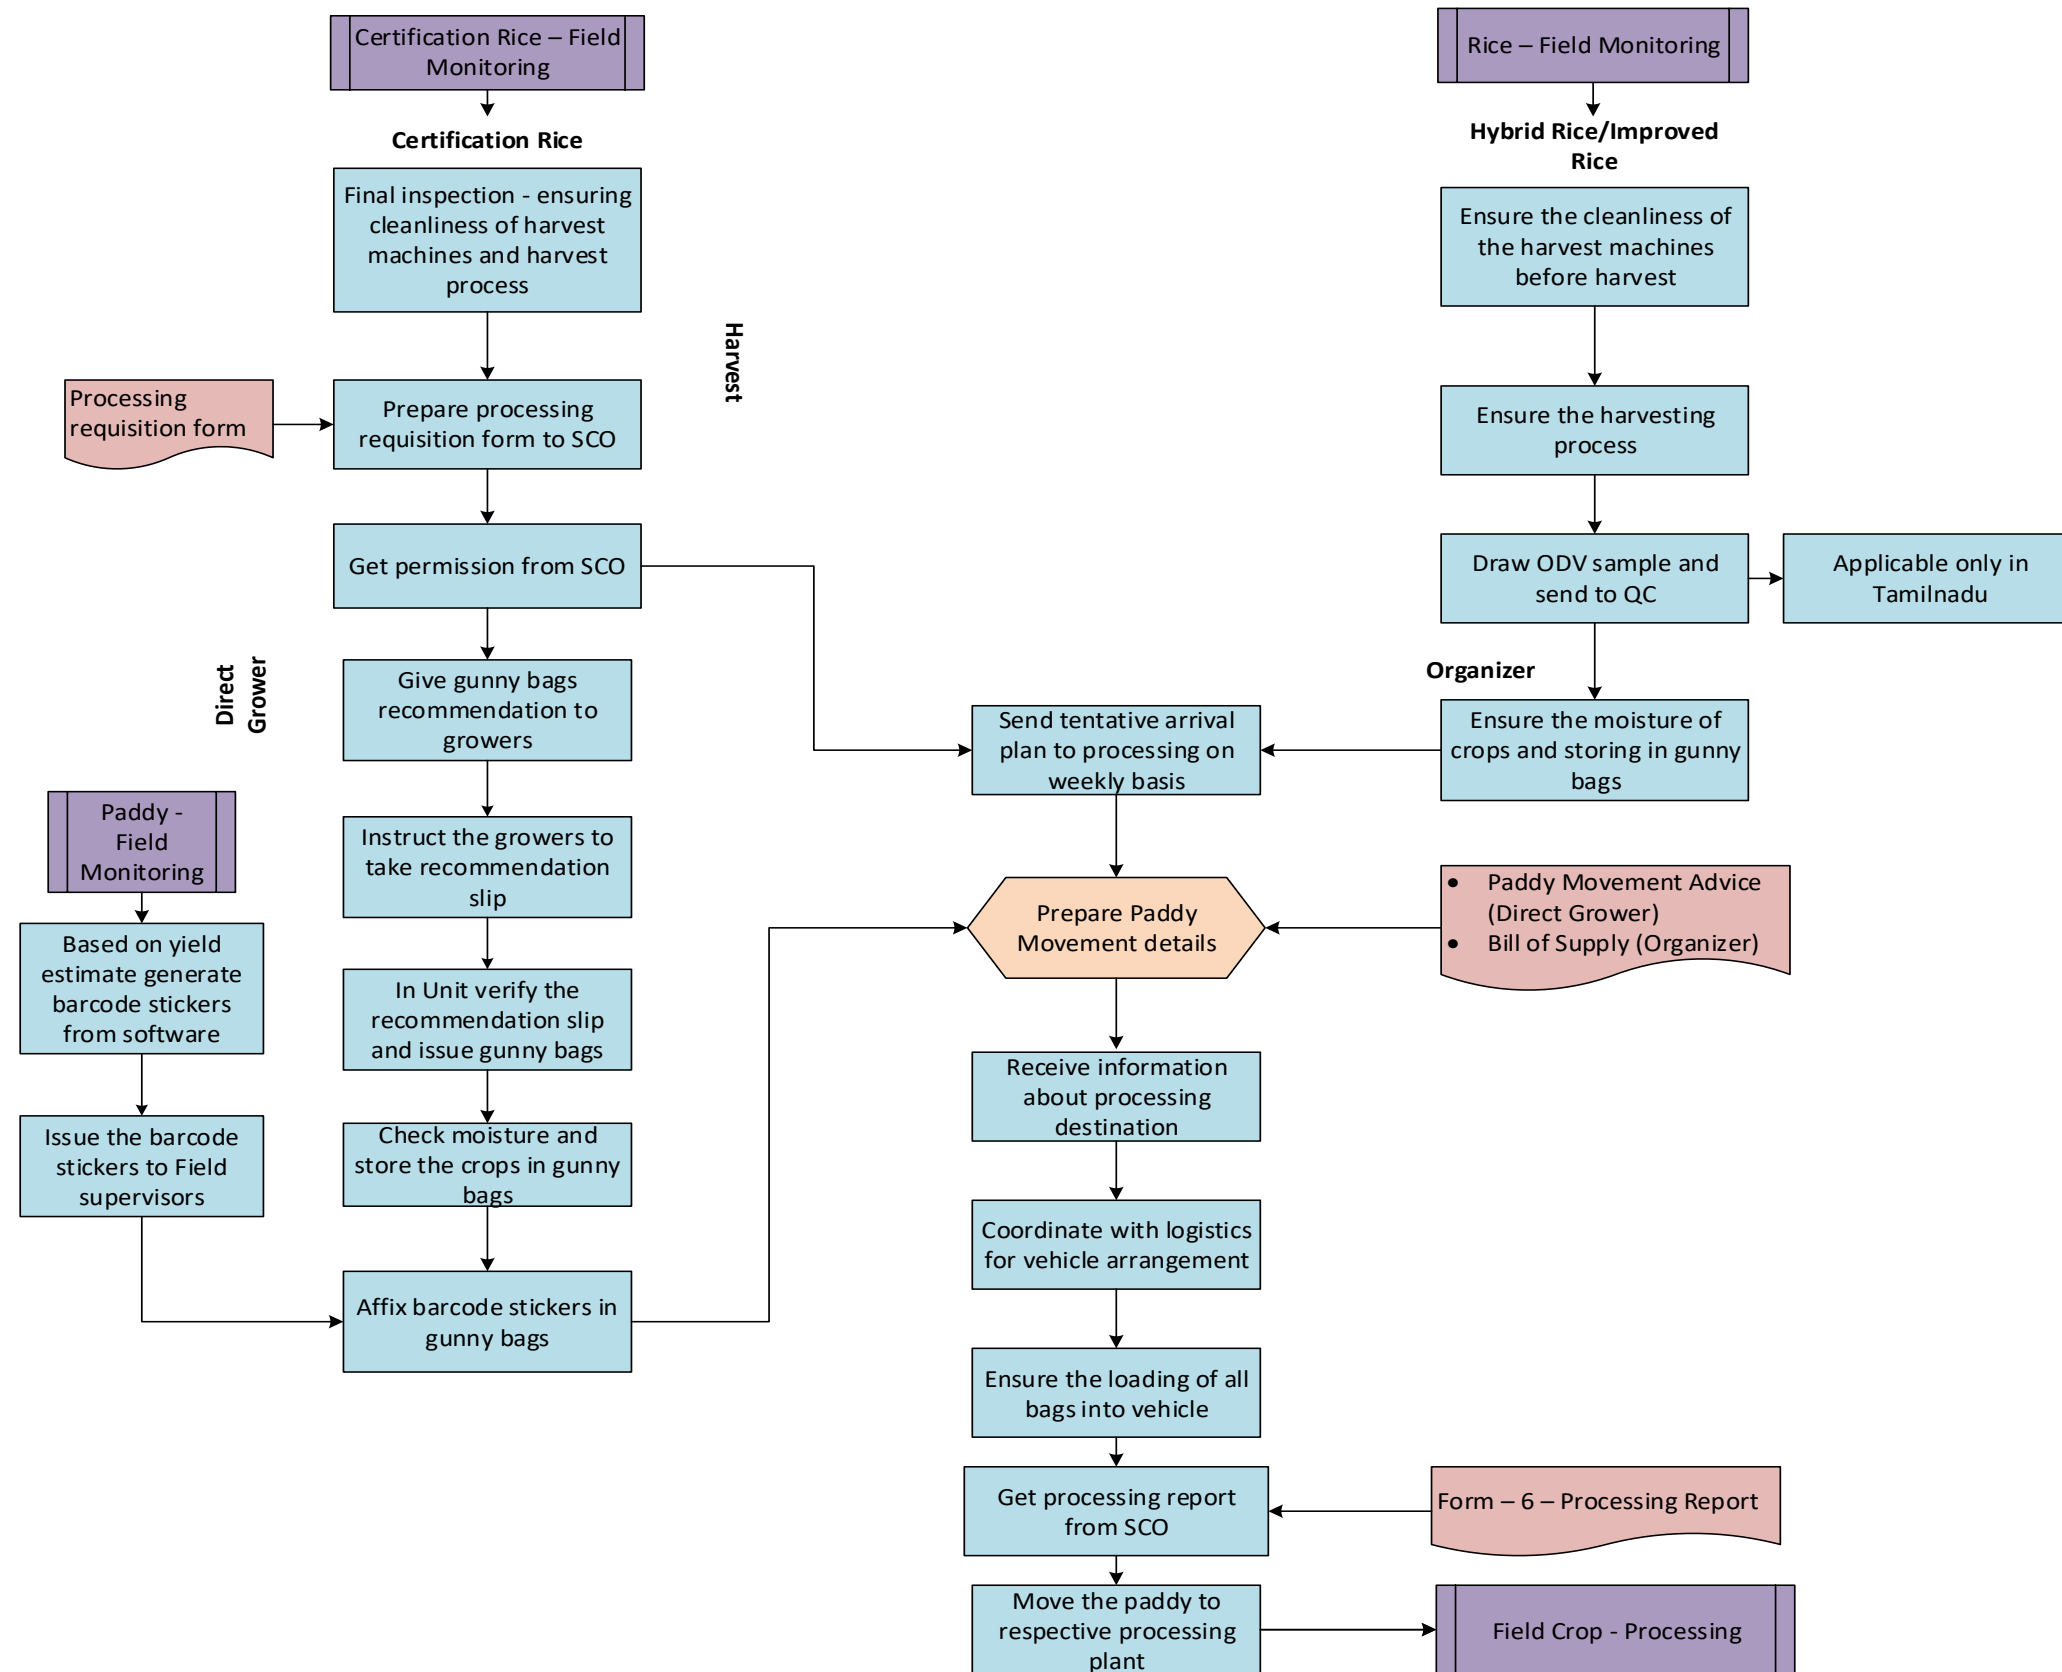 Certification Rice – Field
Monitoring
Certification Rice
Final inspection - ensuring
cleanliness of harvest
machines and harvest
process
Harvest
Processing
requisition form
Prepare processing
requisition form to SCO
Get permission from SCO
Direct
Grower
Give gunny bags
recommendation to
growers
Instruct the growers to
take recommendation
slip
In Unit verify the
recommendation slip
and issue gunny bags
Check moisture and
store the crops in gunny
bags
Affix barcode stickers in
gunny bags
Paddy -
Field
Monitoring
Based on yield
estimate generate
barcode stickers
from software
Issue the barcode
stickers to Field
supervisors
Rice – Field Monitoring
Hybrid Rice/Improved
Rice
Ensure the cleanliness of
the harvest machines
before harvest
Ensure the harvesting
process
Draw ODV sample and
send to QC
Applicable only in
Tamilnadu
Organizer
Ensure the moisture of
crops and storing in gunny
bags
Send tentative arrival
plan to processing on
weekly basis
Prepare Paddy
Movement details
• Paddy Movement Advice
(Direct Grower)
• Bill of Supply (Organizer)
Receive information
about processing
destination
Coordinate with logistics
for vehicle arrangement
Ensure the loading of all
bags into vehicle
Get processing report
from SCO
Form – 6 – Processing Report
Move the paddy to
respective processing
plant
Field Crop - Processing